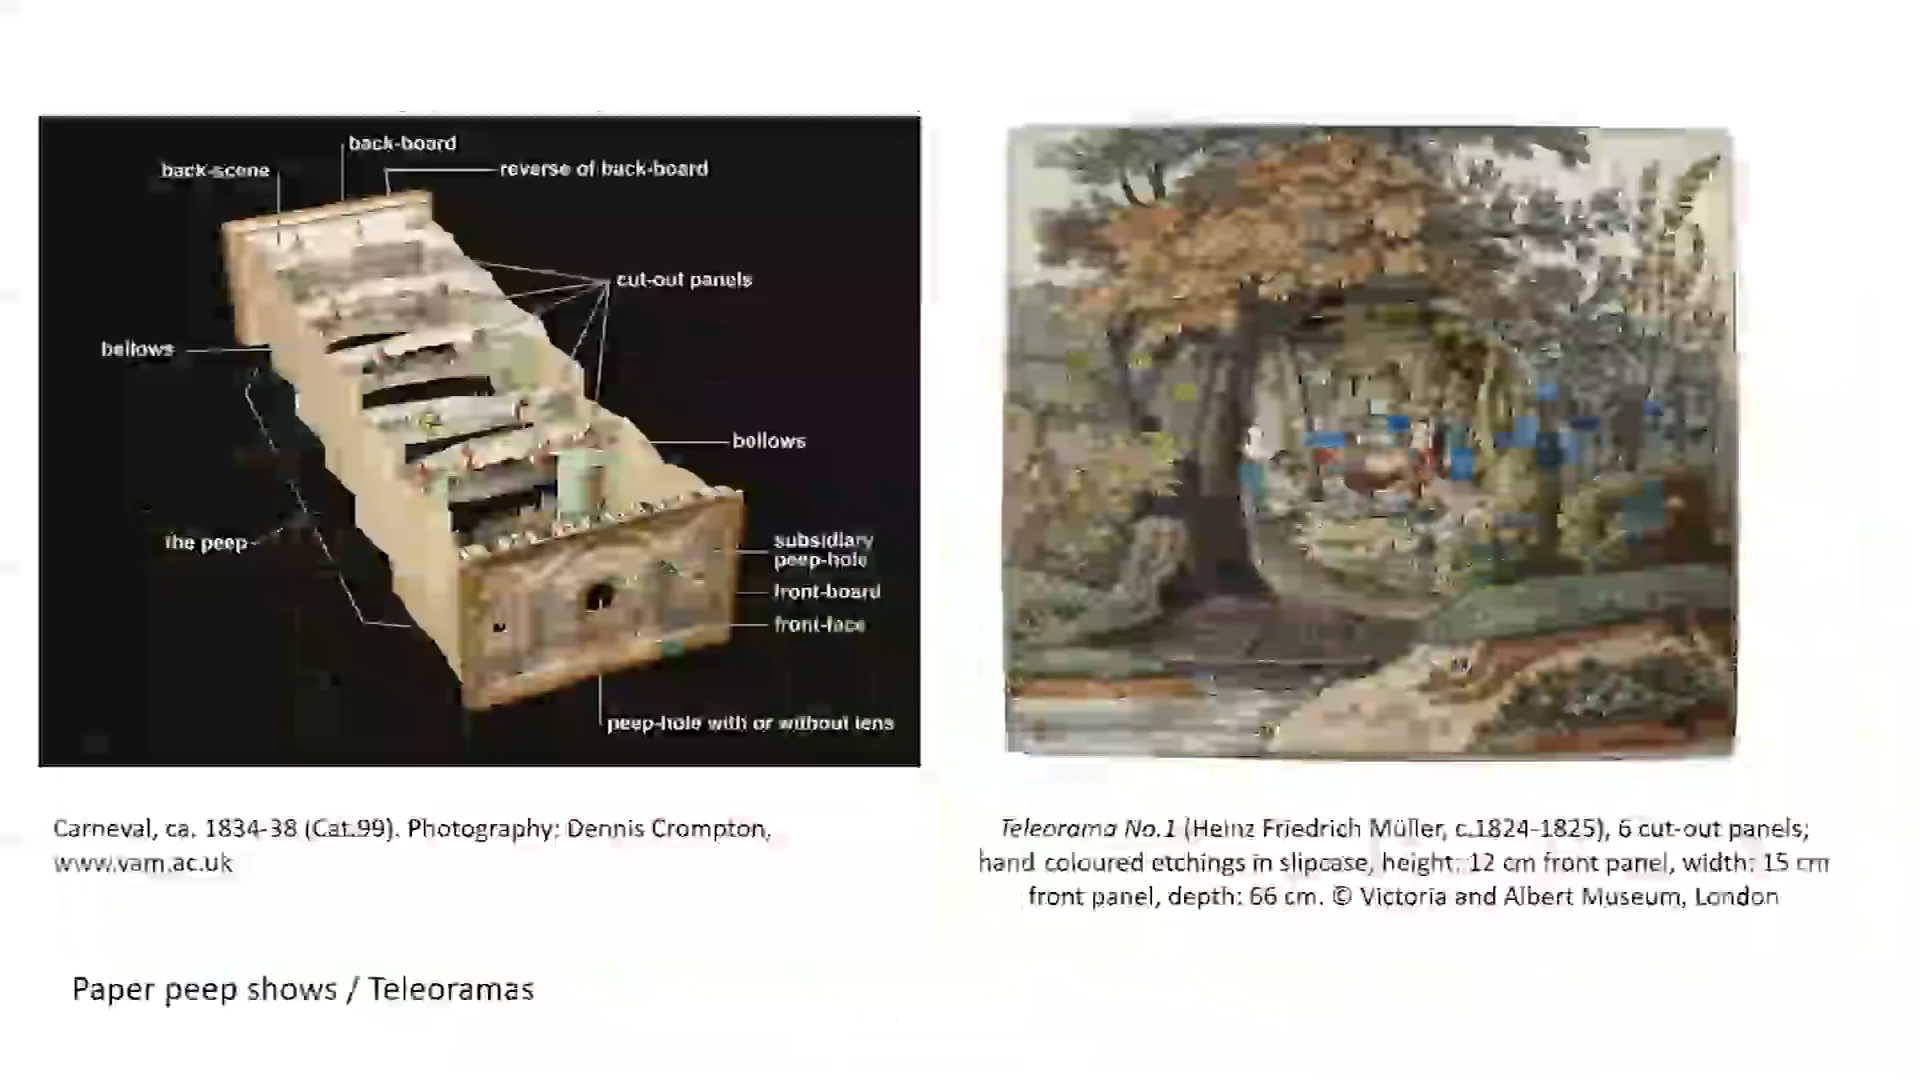 back-board
back-scene
reverse of back-board
cut-out panels
bellows
bellows
the peep
subsidiary
peep-hole
front-board
front-face
peep-hole with or without lens
Carneval, ca. 1834-38 (Cat.99). Photography: Dennis Crompton,
www.vam.ac.uk
Teleorama No.1 (Heinz Friedrich Müller, c.1824-1825), 6 cut-out panels;
hand coloured etchings in slipcase, height: 12 cm front panel, width: 15 cm
front panel, depth: 66 cm. © Victoria and Albert Museum, London
Paper peep shows / Teleoramas